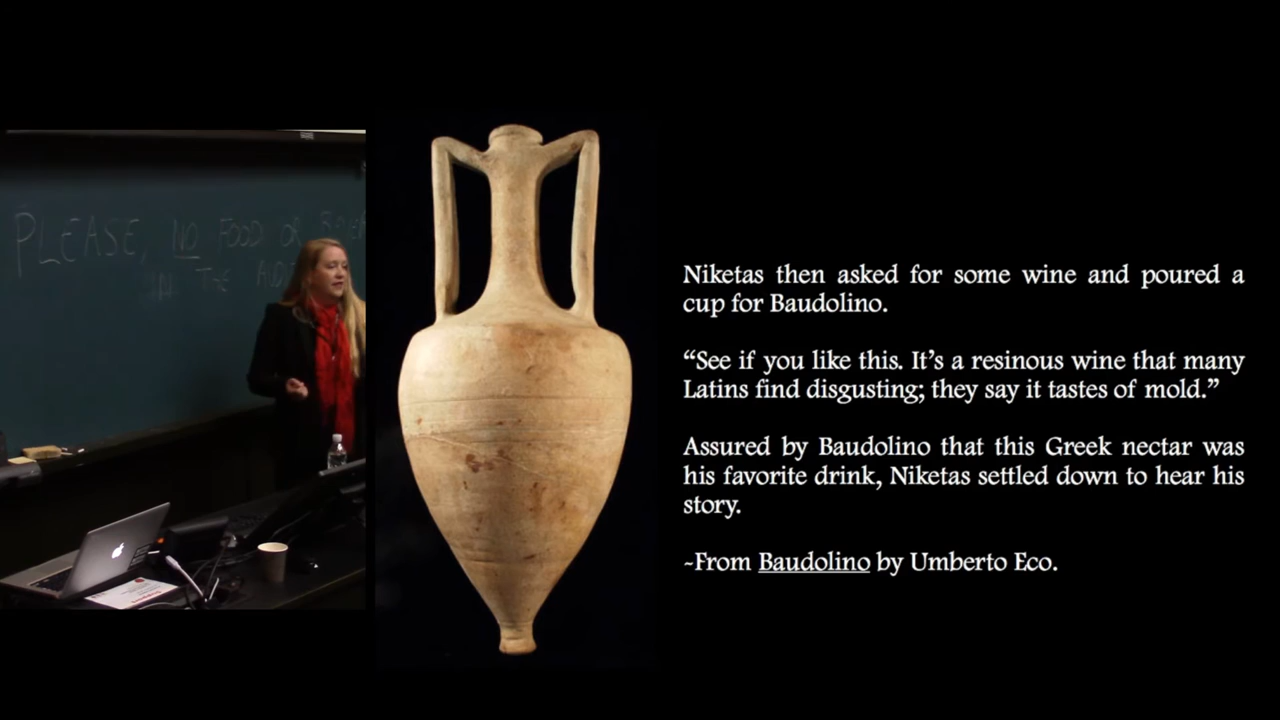 PLEASE, NO FOOD OR
IN THE
Niketas then asked for some wine and poured a
cup for Baudolino.
“See if you like this. It’s a resinous wine that many
Latins find disgusting; they say it tastes of mold.”
Assured by Baudolino that this Greek nectar was
his favorite drink, Niketas settled down to hear his
story.
~From Baudolino by Umberto Eco.